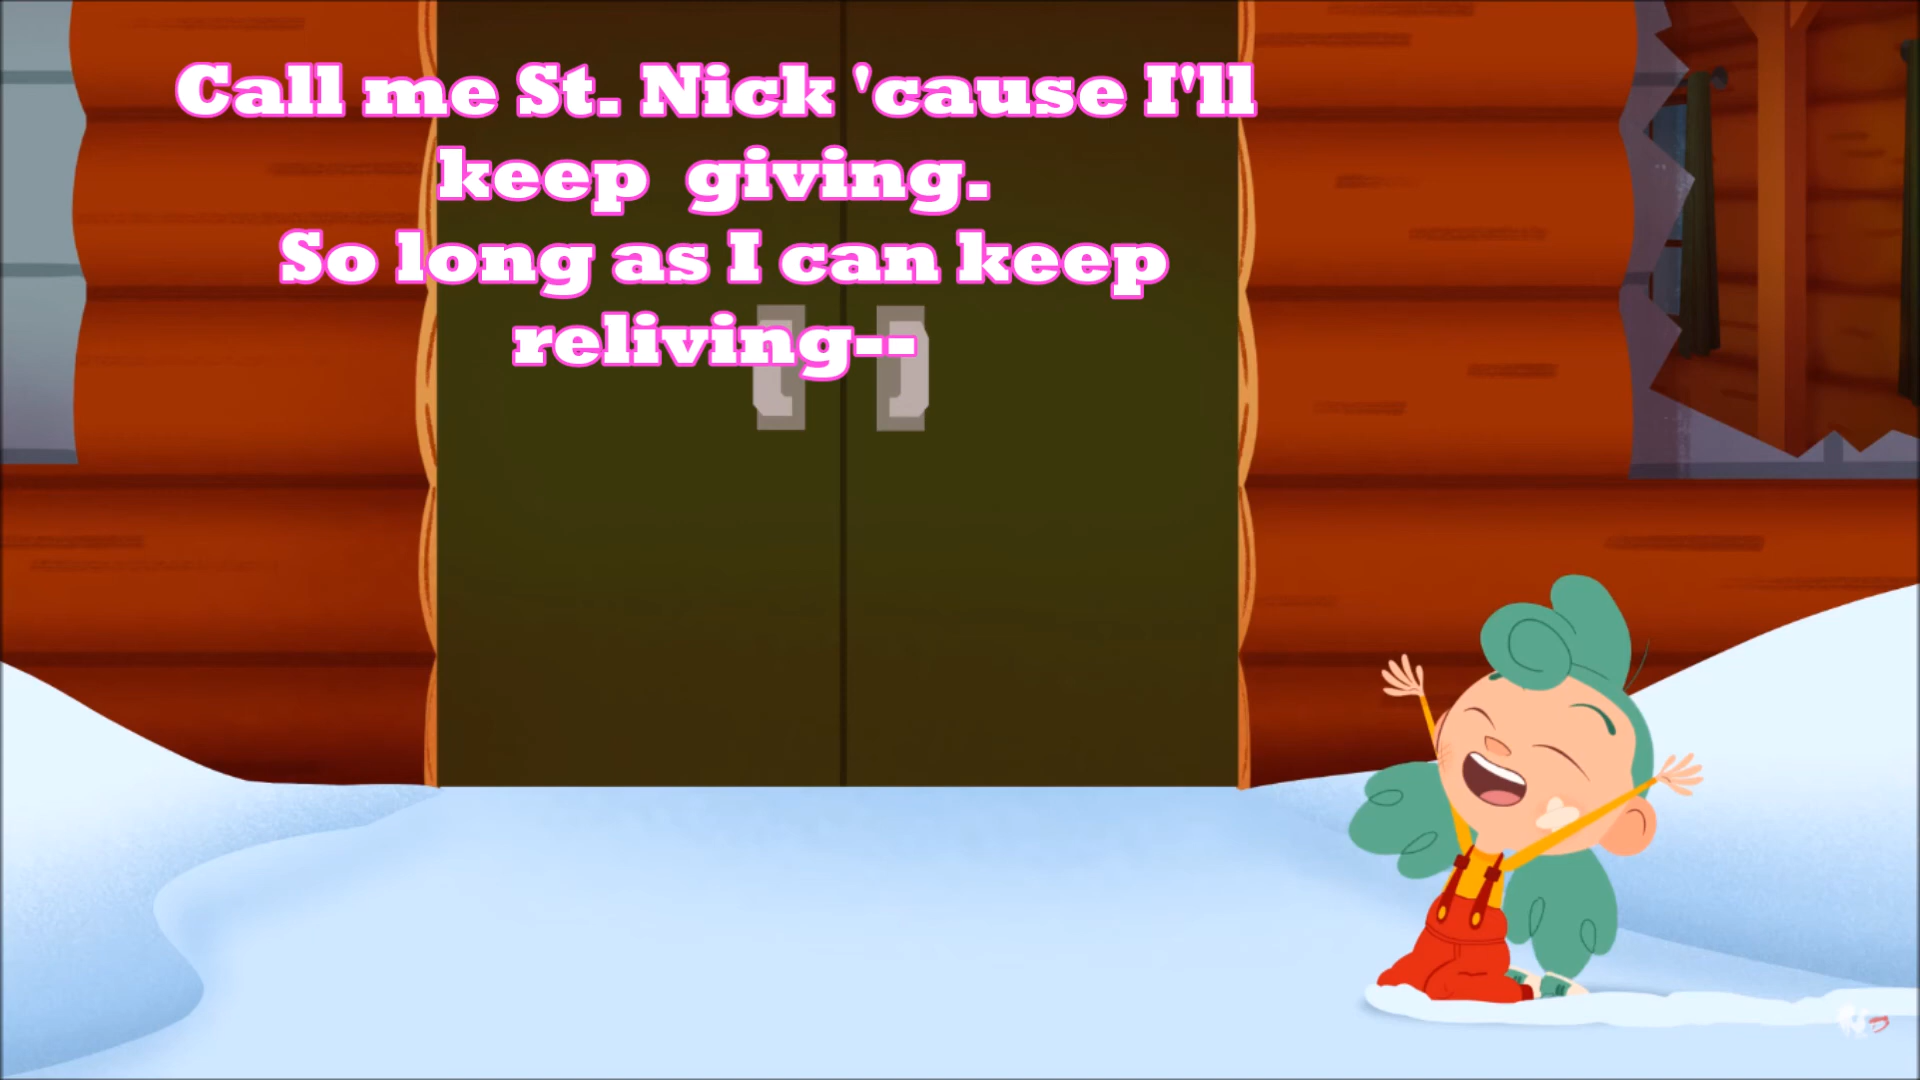 Call me St. Nick 'cause I'll
keep giving.
So long as I can keep
reliving--